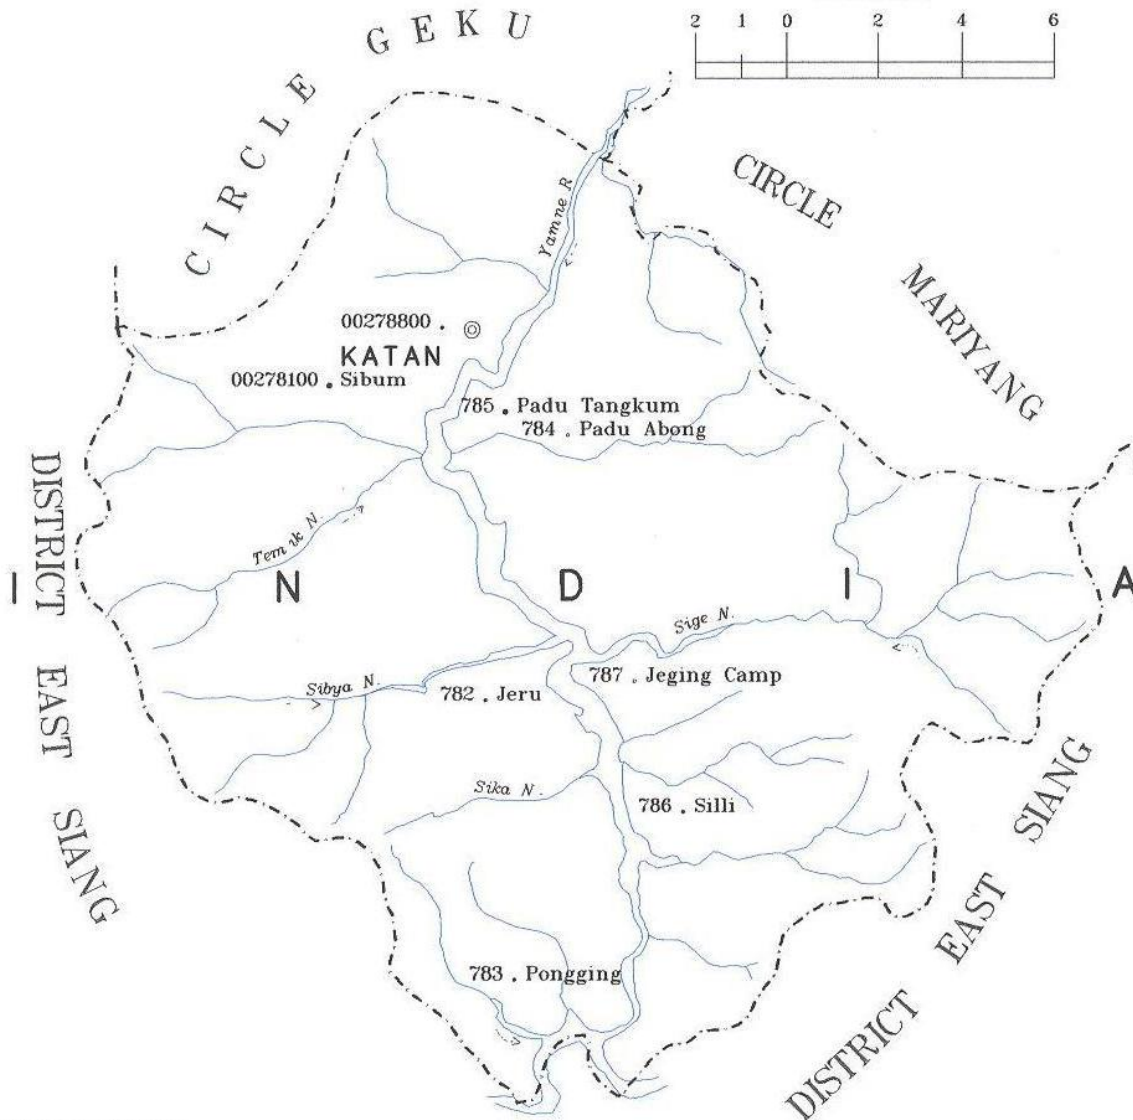 CIRCLE GEKU
2 1 0 2 4 6
CIRCLE MARIYANG
Yamne R
00278800 .
KATAN
00278100 . Sibum
785 . Padu Tangkum
784 . Padu Abong
DISTRICT EAST SIANG
Temik N.
I N D I A
Sige N.
Sibya N.
782 . Jeru
787 . Jeging Camp
Sika N.
786 . Silli
783 . Pongging
DISTRICT EAST SIANG